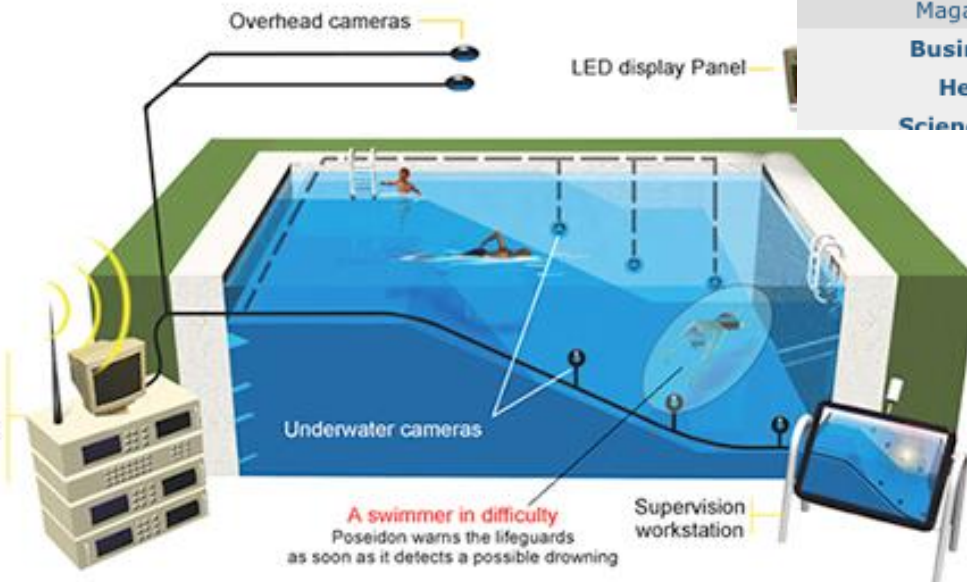 Overhead cameras
LED display Panel
Underwater cameras
A swimmer in difficulty
Poseidon warns the lifeguards
as soon as it detects a possible drowning
Supervision
workstation